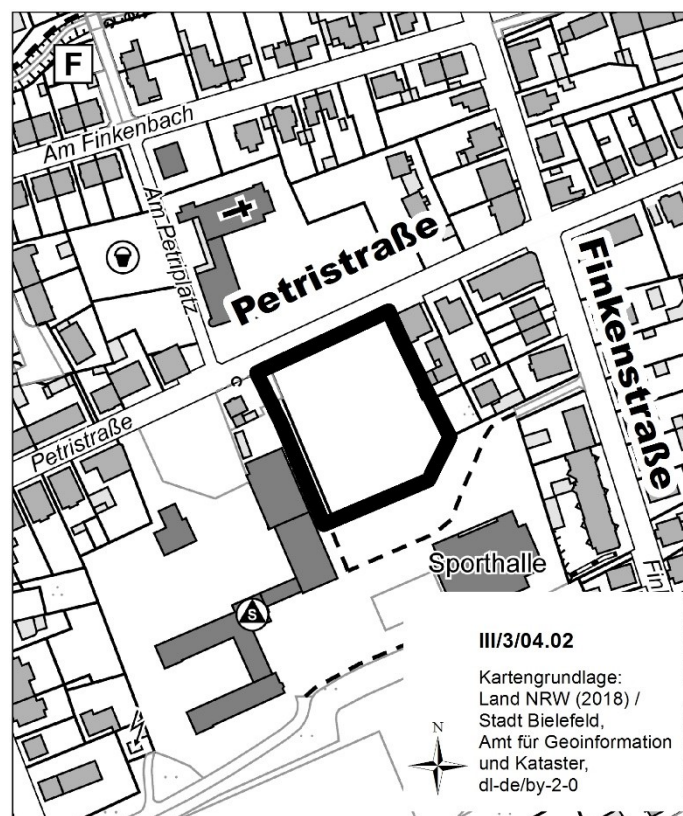 F
Am Finkenbach
Am Petriplatz
Petristraße
Finkenstraße
Petristraße
Sporthalle
Fin
S
III/3/04.02
Kartengrundlage:
Land NRW (2018) /
Stadt Bielefeld,
Amt für Geoinformation
und Kataster,
dl-de/by-2-0
N